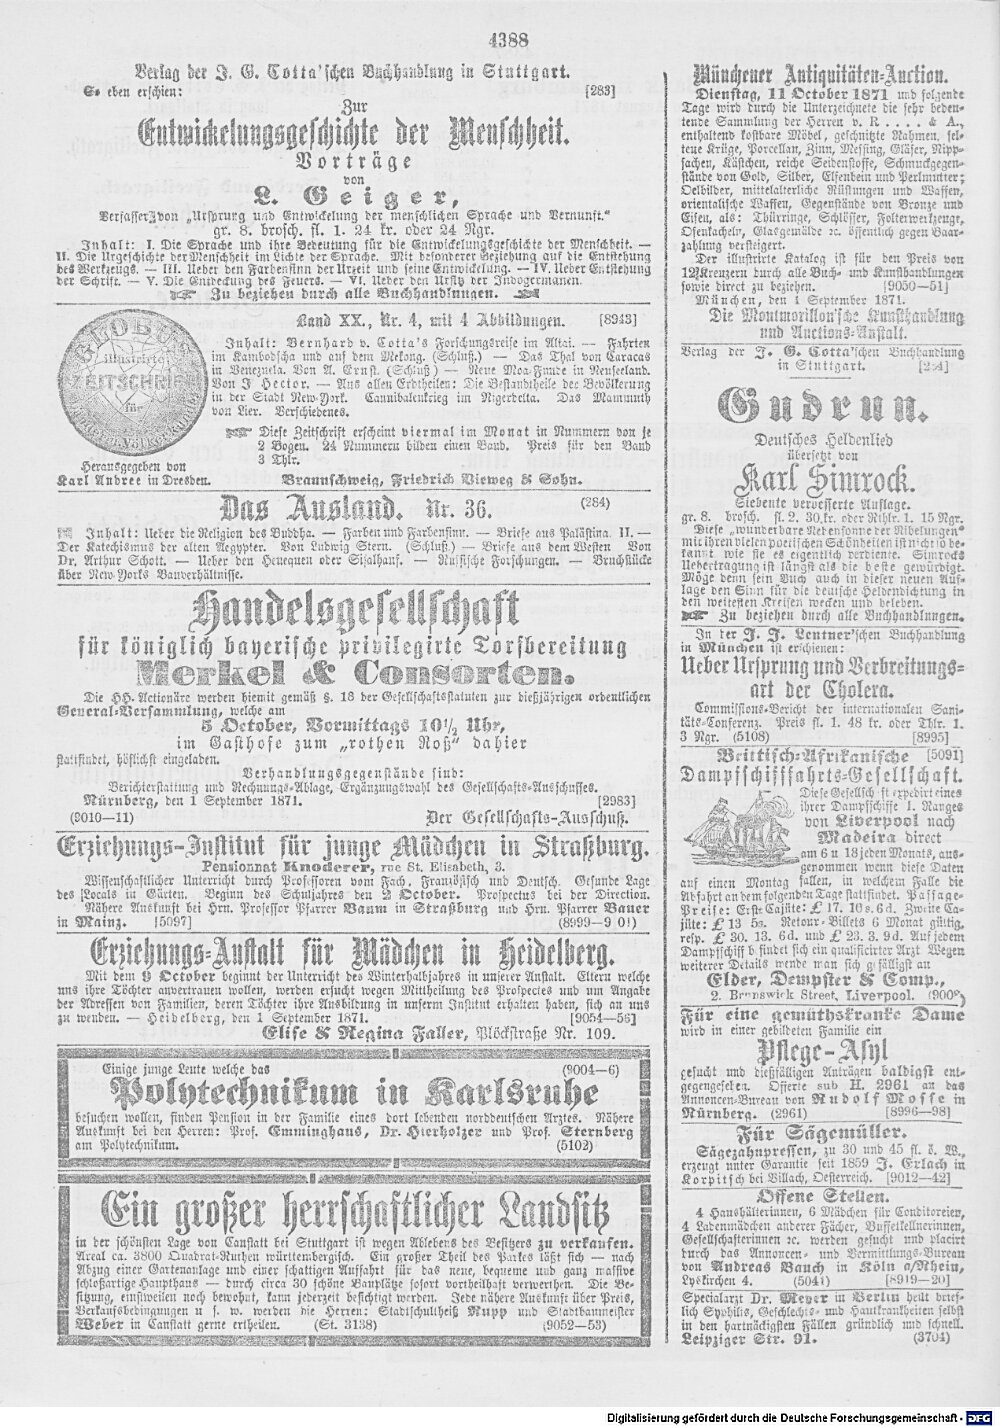 4388
Verlag der J. G. Cotta'schen Buchhandlung in Stuttgart.
So eben erschien: [283]
Zur
Entwickelungsgeschichte der Menschheit.
Vorträge
von
L. Geiger,
Verfasser von „Ursprung und Entwickelung der menschlichen Sprache und Vernunft.“
gr. 8. brosch. fl. 1. 24 kr. oder 24 Ngr.
Inhalt: I. Die Sprache und ihre Bedeutung für die Entwickelungsgeschichte der Menschheit. —
II. Die Urgeschichte der Menschheit im Lichte der Sprache. Mit besonderer Beziehung auf die Entstehung
des Werkzeugs. — III. Ueber den Farbensinn der Urzeit und seine Entwickelung. — IV. Ueber Entstehung
der Schrift. — V. Die Entdeckung des Feuers. — VI. Ueber den Ursitz der Indogermanen.
Zu beziehen durch alle Buchhandlungen.
GLOBUS
illustrirte
ZEITSCHRIFT
für
Länder- u. Völkerkunde
Herausgegeben von
Karl Andree in Dresden.
Band XX., Nr. 4, mit 4 Abbildungen. [8943]
Inhalt: Bernhard v. Cotta's Forschungsreise im Altai. — Fahrten
im Kambodscha und auf dem Mekong. (Schluß.) — Das Thal von Caracas
in Venezuela. Von A. Ernst. (Schluß) — Neue Moa-Funde in Neuseeland.
Von J Hector. — Aus allen Erdtheilen: Die Bestandtheile der Bevölkerung
in der Stadt New-York. Cannibalenkrieg im Nigerdelta. Das Mammuth
von Lier. Verschiedenes.
Diese Zeitschrift erscheint viermal im Monat in Nummern von je
2 Bogen. 24 Nummern bilden einen Band. Preis für den Band
3 Thlr.
Braunschweig, Friedrich Vieweg & Sohn.
Das Ausland. Nr. 36. (284)
Inhalt: Ueber die Religion des Buddha. — Farben und Farbensinn. — Briefe aus Palästina. II. —
Der Katechismus der alten Aegypter. Von Ludwig Stern. (Schluß.) — Briefe aus dem Westen Von
Dr. Arthur Schott. — Ueber den Henequen oder Sisalhanf. — Russische Forschungen. — Bruchstücke
über New-Yorks Bauverhältnisse.
Handelsgesellschaft
für königlich bayerische privilegirte Torfbereitung
Merkel & Consorten.
Die HH. Actionäre werden hiemit gemäß §. 18 der Gesellschaftsstatuten zur dießjährigen ordentlichen
General-Versammlung, welche am
5 October, Vormittags 10½ Uhr,
im Gasthofe zum „rothen Roß“ dahier
stattfindet, höflichst eingeladen.
Verhandlungsgegenstände sind:
Berichterstattung und Rechnungs-Ablage, Ergänzungswahl des Gesellschafts-Ausschusses.
Nürnberg, den 1 September 1871. [2983]
(9010—11) Der Gesellschafts-Ausschuß.
Erziehungs-Institut für junge Mädchen in Straßburg.
Pensionnat Knoderer, rue St. Elisabeth, 3.
Wissenschaftlicher Unterricht durch Professoren vom Fach, Französisch und Deutsch. Gesunde Lage
des Locals in Gärten. Beginn des Schuljahres den 2 October. Prospectus bei der Direction.
Nähere Auskunft bei Hrn. Professor Pfarrer Baum in Straßburg und Hrn. Pfarrer Bauer
in Mainz. [5097] (8999—9 01)
Erziehungs-Anstalt für Mädchen in Heidelberg.
Mit dem 9 October beginnt der Unterricht des Winterhalbjahres in unserer Anstalt. Eltern welche
uns ihre Töchter anvertrauen wollen, werden ersucht wegen Mittheilung des Prospectes und um Angabe
der Adressen von Familien, deren Töchter ihre Ausbildung in unserm Institut erhalten haben, sich an uns
zu wenden. — Heidelberg, den 1 September 1871. [9054—56]
Elise & Regina Faller, Plöckstraße Nr. 109.
Einige junge Leute welche das (9004—6)
Polytechnikum in Karlsruhe
besuchen wollen, finden Pension in der Familie eines dort lebenden norddeutschen Arztes. Nähere
Auskunft bei den Herren: Prof. Emminghaus, Dr. Hierholzer und Prof. Sternberg
am Polytechnikum. (5102)
Ein großer herrschaftlicher Landsitz
in der schönsten Lage von Canstatt bei Stuttgart ist wegen Ablebens des Besitzers zu verkaufen.
Areal ca. 3800 Quadrat-Ruthen württembergisch. Ein großer Theil des Parkes läßt sich — nach
Abzug einer Gartenanlage und einer schattigen Auffahrt für das neue, bequeme und ganz massive
schloßartige Haupthaus — durch circa 30 schöne Bauplätze sofort vortheilhaft verwerthen. Die Be-
sitzung, einstweilen noch bewohnt, kann jederzeit besichtigt werden. Jede nähere Auskunft über Preis,
Verkaufsbedingungen u. s. w. werden die Herren: Stadtschultheiß Rupp und Stadtbaumeister
Weber in Canstatt gerne ertheilen. (St. 3138) (9052—53)
Münchener Antiquitäten-Auction.
Dienstag, 11 October 1871 und folgende
Tage wird durch die Unterzeichnete die sehr bedeu-
tende Sammlung der Herren v. R . . . . & A.,
enthaltend kostbare Möbel, geschnitzte Rahmen, sel-
tene Krüge, Porcellan, Zinn, Messing, Gläser, Nipp-
sachen, Kästchen, reiche Seidenstoffe, Schmuckgegen-
stände von Gold, Silber, Elfenbein und Perlmutter;
Oelbilder, mittelalterliche Rüstungen und Waffen,
orientalische Waffen, Gegenstände von Bronze und
Eisen, als: Thürringe, Schlösser, Folterwerkzeuge,
Ofenkacheln, Glasgemälde ꝛc. öffentlich gegen Baar-
zahlung versteigert.
Der illustrirte Katalog ist für den Preis von
12 Kreuzern durch alle Buch- und Kunsthandlungen
sowie direct zu beziehen. [9050—51]
München, den 1 September 1871.
Die Montmorillon'sche Kunsthandlung
und Auctions-Anstalt.
Verlag der J. G. Cotta'schen Buchhandlung
in Stuttgart.
Gudrun.
Deutsches Heldenlied
übersetzt von
Karl Simrock.
Siebente verbesserte Auflage.
gr. 8. brosch. fl. 2. 30 kr. oder Rthlr. 1. 15 Ngr.
Diese „wunderbare Nebensonne der Nibelungen“
mit ihren vielen poetischen Schönheiten ist nicht so be-
kannt wie sie es eigentlich verdiente. Simrocks
Uebertragung ist längst als die beste gewürdigt.
Möge denn sein Buch auch in dieser neuen Auf-
lage den Sinn für die deutsche Heldendichtung in
den weitesten Kreisen wecken und beleben.
Zu beziehen durch alle Buchhandlungen.
In der J. J. Lentner'schen Buchhandlung
in München ist erschienen:
Ueber Ursprung und Verbreitungs-
art der Cholera.
Commissions-Bericht der internationalen Sani-
täts-Conferenz. Preis fl. 1. 48 kr. oder Thlr. 1.
3 Ngr. (5108) [8995]
Brittisch-Afrikanische [5091]
Dampfschifffahrts-Gesellschaft.
Diese Gesellschaft expedirt eines
ihrer Dampfschiffe 1. Ranges
von Liverpool nach
Madeira direct
am 6 u 18 jeden Monats, aus-
genommen wenn diese Daten
auf einen Montag fallen, in welchem Falle die
Abfahrt an dem folgenden Tage stattfindet. Passage-
Preise: Erste Cajüte: £ 17. 10s. 6d. Zweite Ca-
jüte: £ 13 5s. Retour-Billets 6 Monat gültig,
resp. £ 30. 13. 6d. und £ 23. 3. 9d. Auf jedem
Dampfschiff befindet sich ein qualificirter Arzt Wegen
weiterer Details wende man sich gefälligst an
Elder, Dempster & Comp.,
2. Brunswick Street, Liverpool.
Für eine gemüthskranke Dame
wird in einer gebildeten Familie ein
Pflege-Asyl
gesucht und dießfälligen Anträgen baldigst ent-
gegengesehen. Offerte sub H. 2961 an das
Annoncen-Bureau von Rudolf Mosse in
Nürnberg. (2961) [8996—98]
Für Sägemüller.
Sägezahnpressen, zu 30 und 45 fl. ö. W.,
erzeugt unter Garantie seit 1859 J. Erlach in
Korpitsch bei Villach, Oesterreich. [9012—42]
Offene Stellen.
4 Haushälterinnen, 6 Mädchen für Conditoreien,
4 Ladenmädchen anderer Fächer, Buffetkellnerinnen,
Gesellschafterinnen ꝛc. werden gesucht und placirt
durch das Annoncen- und Vermittlungs-Bureau
von Andreas Bauch in Köln a/Rhein,
Lyskirchen 4. (5041) [8919—20]
Specialarzt Dr. Meyer in Berlin heilt brief-
lich Syphilis, Geschlechts- und Hautkrankheiten selbst
in den hartnäckigsten Fällen gründlich und schnell.
Leipziger Str. 91. (3704)
Digitalisierung gefördert durch die Deutsche Forschungsgemeinschaft - DFG